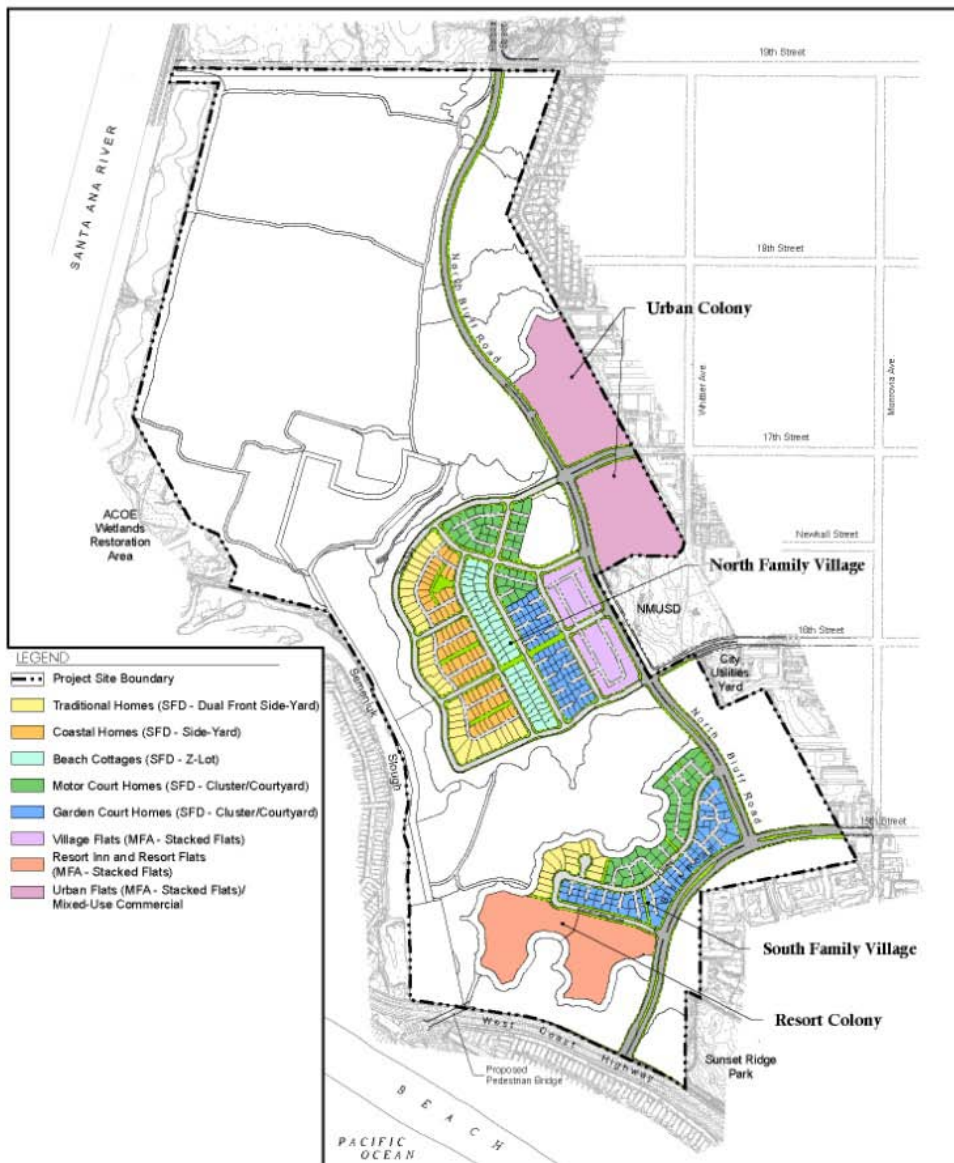 19th Street
SANTA ANA RIVER
18th Street
North Bluff Road
Urban Colony
Whittier Ave
Monrovia Ave
17th Street
ACOE
Wetlands
Restoration
Area
Newhall Street
North Family Village
NMUSD
16th Street
City
Utilities
Yard
LEGEND
Project Site Boundary
Traditional Homes (SFD - Dual Front Side-Yard)
Coastal Homes (SFD - Side-Yard)
Beach Cottages (SFD - Z-Lot)
Motor Court Homes (SFD - Cluster/Courtyard)
Garden Court Homes (SFD - Cluster/Courtyard)
Village Flats (MFA - Stacked Flats)
Resort Inn and Resort Flats
(MFA - Stacked Flats)
Urban Flats (MFA - Stacked Flats)/
Mixed-Use Commercial
Semeniuk
Slough
North Bluff Road
15th Street
South Family Village
Resort Colony
West Coast Highway
Sunset Ridge
Park
Proposed
Pedestrian Bridge
BEACH
PACIFIC
OCEAN